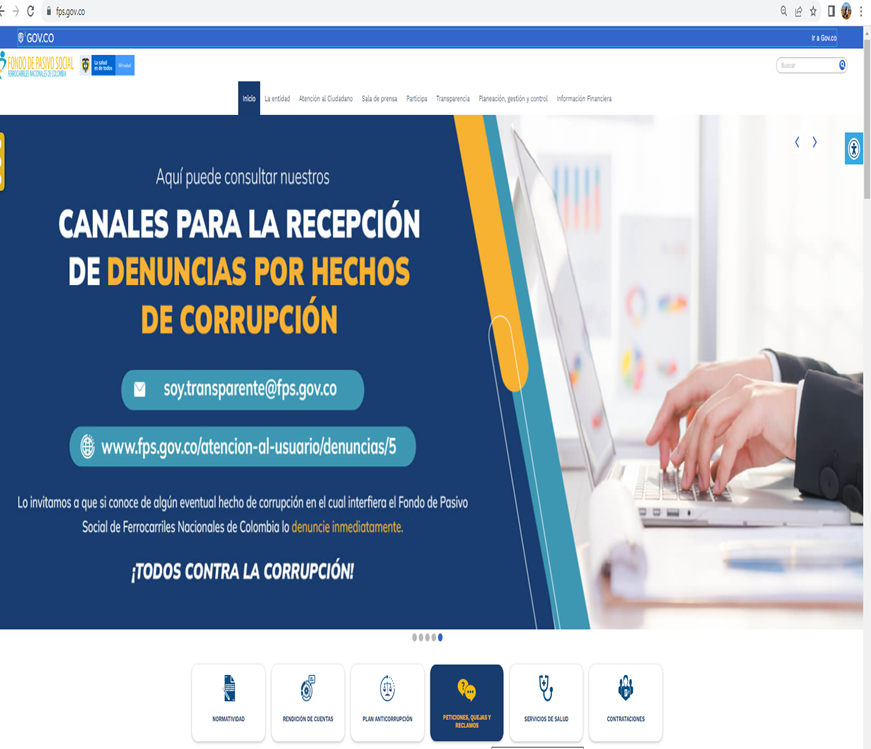 fps.gov.co
GOV.CO
Ir a Gov.co
FONDO DE PASIVO SOCIAL
FERROCARRILES NACIONALES DE COLOMBIA
La salud
es de todos
Minsalud
Buscar
Inicio La entidad Atención al Ciudadano Sala de prensa Participa Transparencia Planeación, gestión y control Información Financiera
Aquí puede consultar nuestros
CANALES PARA LA RECEPCIÓN
DE DENUNCIAS POR HECHOS
DE CORRUPCIÓN
soy.transparente@fps.gov.co
www.fps.gov.co/atencion-al-usuario/denuncias/5
Lo invitamos a que si conoce de algún eventual hecho de corrupción en el cual interfiera el Fondo de Pasivo
Social de Ferrocarriles Nacionales de Colombia lo denuncie inmediatamente.
¡TODOS CONTRA LA CORRUPCIÓN!
NORMATIVIDAD
RENDICIÓN DE CUENTAS
PLAN ANTICORRUPCIÓN
PETICIONES, QUEJAS Y
RECLAMOS
SERVICIOS DE SALUD
CONTRATACIONES